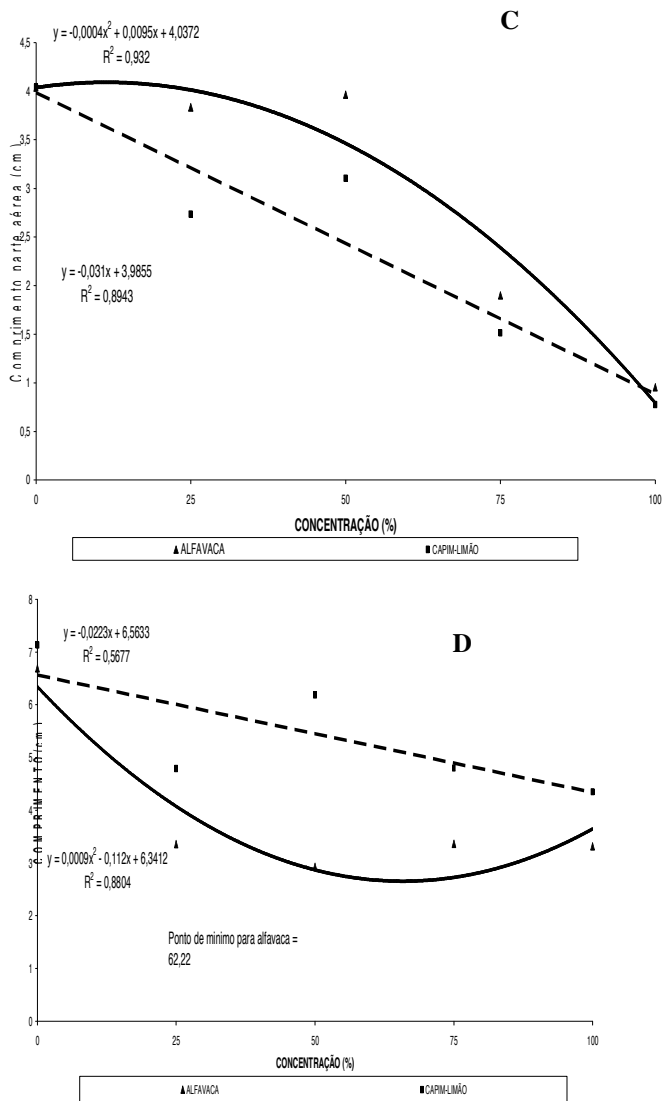 C
y = -0,0004x² + 0,0095x + 4,0372
R² = 0,932
4,5
4
3,5
3
2,5
2
1,5
1
0,5
0
Comprimento parte aérea (cm)
y = -0,031x + 3,9855
R² = 0,8943
0 25 50 75 100
CONCENTRAÇÃO (%)
▲ ALFAVACA ■ CAPIM-LIMÃO
D
y = -0,0223x + 6,5633
R² = 0,5677
8
7
6
5
4
3
2
1
0
COMPRIMENTO (cm)
y = 0,0009x² - 0,112x + 6,3412
R² = 0,8804
Ponto de minimo para alfavaca =
62,22
0 25 50 75 100
CONCENTRAÇÃO (%)
▲ ALFAVACA ■ CAPIM-LIMÃO